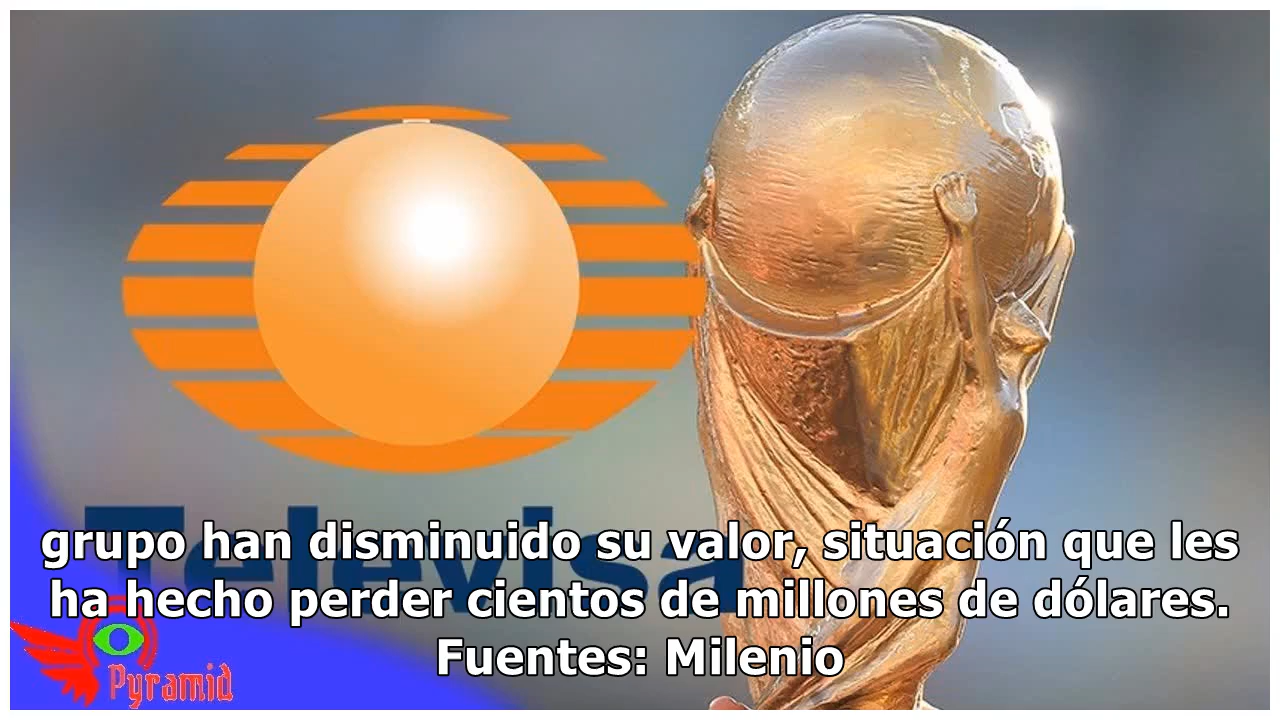 Televisa
grupo han disminuido su valor, situación que les
ha hecho perder cientos de millones de dólares.
Fuentes: Milenio
Pyramid